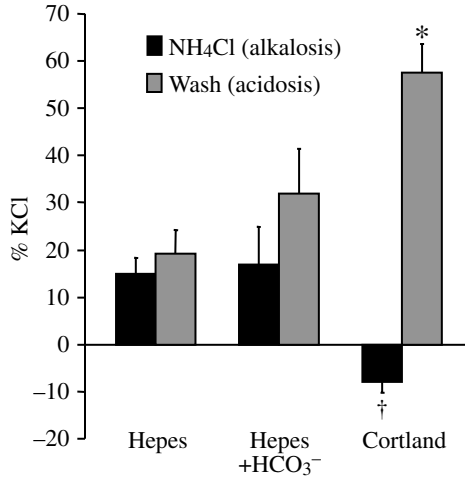 70
60
50
40
30
20
10
0
−10
−20
% KCl
NH₄Cl (alkalosis)
Wash (acidosis)
*
†
Hepes
Hepes
+HCO₃⁻
Cortland